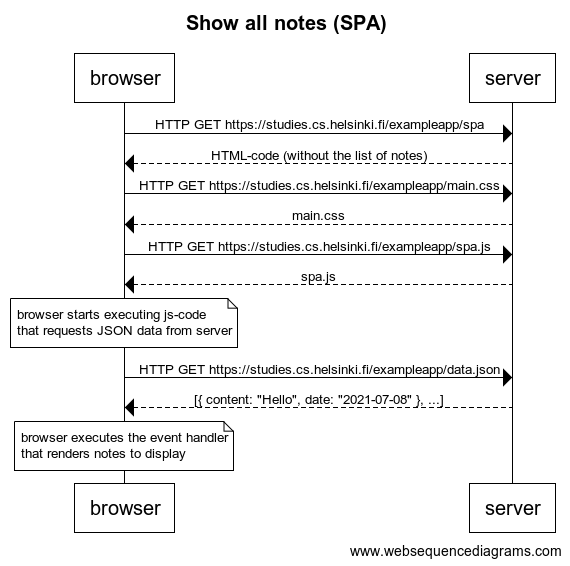 Show all notes (SPA)
browser
server
HTTP GET https://studies.cs.helsinki.fi/exampleapp/spa
HTML-code (without the list of notes)
HTTP GET https://studies.cs.helsinki.fi/exampleapp/main.css
main.css
HTTP GET https://studies.cs.helsinki.fi/exampleapp/spa.js
spa.js
browser starts executing js-code
that requests JSON data from server
HTTP GET https://studies.cs.helsinki.fi/exampleapp/data.json
[{ content: "Hello", date: "2021-07-08" }, ...]
browser executes the event handler
that renders notes to display
browser
server
www.websequencediagrams.com